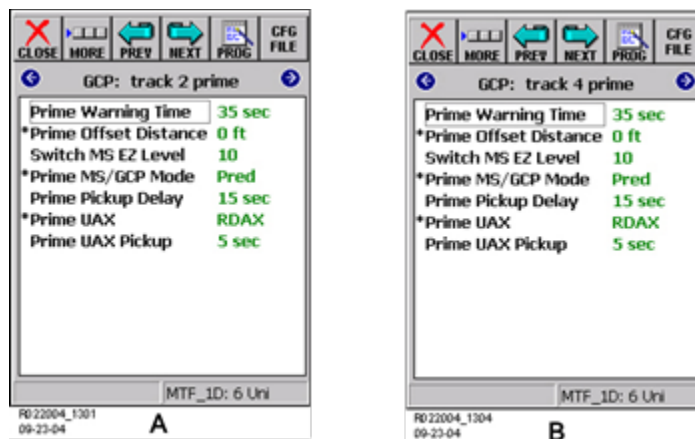 CLOSE MORE PREV NEXT PROG CFG FILE
GCP: track 2 prime
Prime Warning Time 35 sec
*Prime Offset Distance 0 ft
Switch MS EZ Level 10
*Prime MS/GCP Mode Pred
Prime Pickup Delay 15 sec
*Prime UAX RDAX
Prime UAX Pickup 5 sec
MTF_1D: 6 Uni
R022004_1301
09-23-04
A
CLOSE MORE PREV NEXT PROG CFG FILE
GCP: track 4 prime
Prime Warning Time 35 sec
*Prime Offset Distance 0 ft
Switch MS EZ Level 10
*Prime MS/GCP Mode Pred
Prime Pickup Delay 15 sec
*Prime UAX RDAX
Prime UAX Pickup 5 sec
MTF_1D: 6 Uni
R022004_1304
09-23-04
B